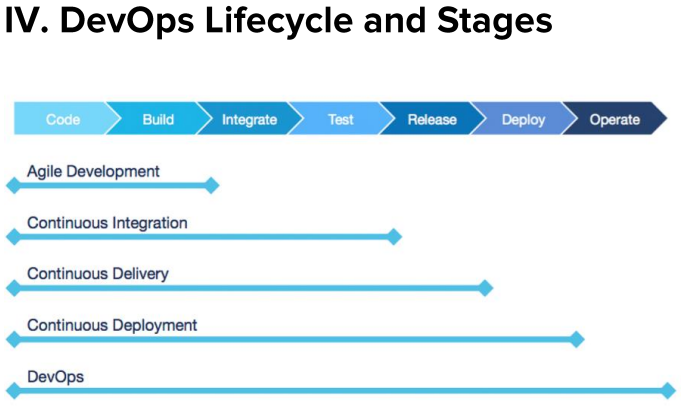 IV. DevOps Lifecycle and Stages
Code Build Integrate Test Release Deploy Operate
Agile Development
Continuous Integration
Continuous Delivery
Continuous Deployment
DevOps